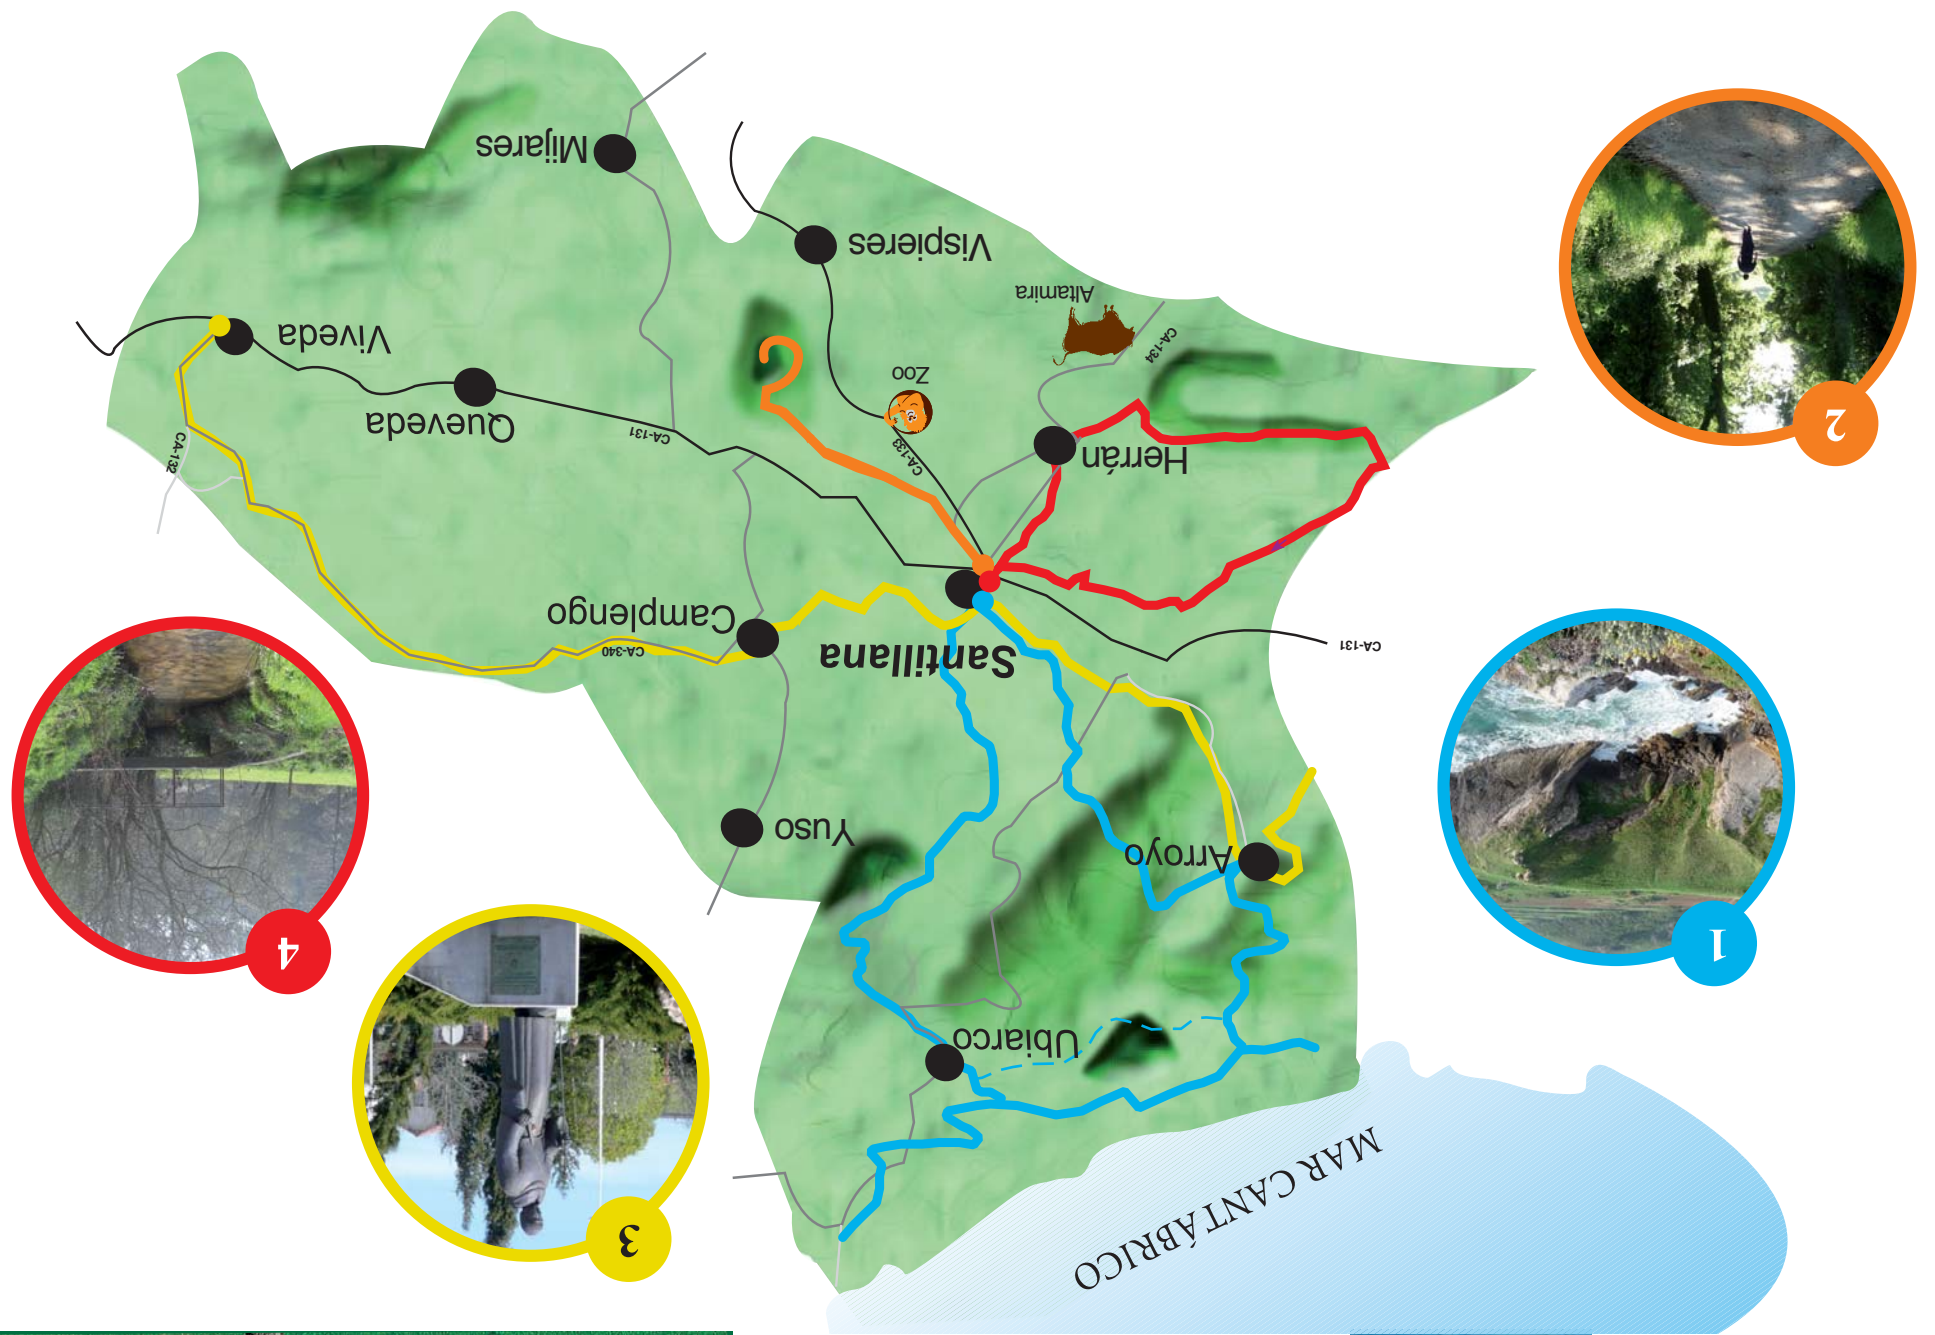 MAR CANTÁBRICO
3
1
Ubiarco
4
Arroyo
Yuso
CA-131
Santillana
CA-340
Camplengo
Herrán
CA-132
CA-133
CA-131
Queveda
2
Zoo
Viveda
CA-134
Altamira
Vispieres
Mijares